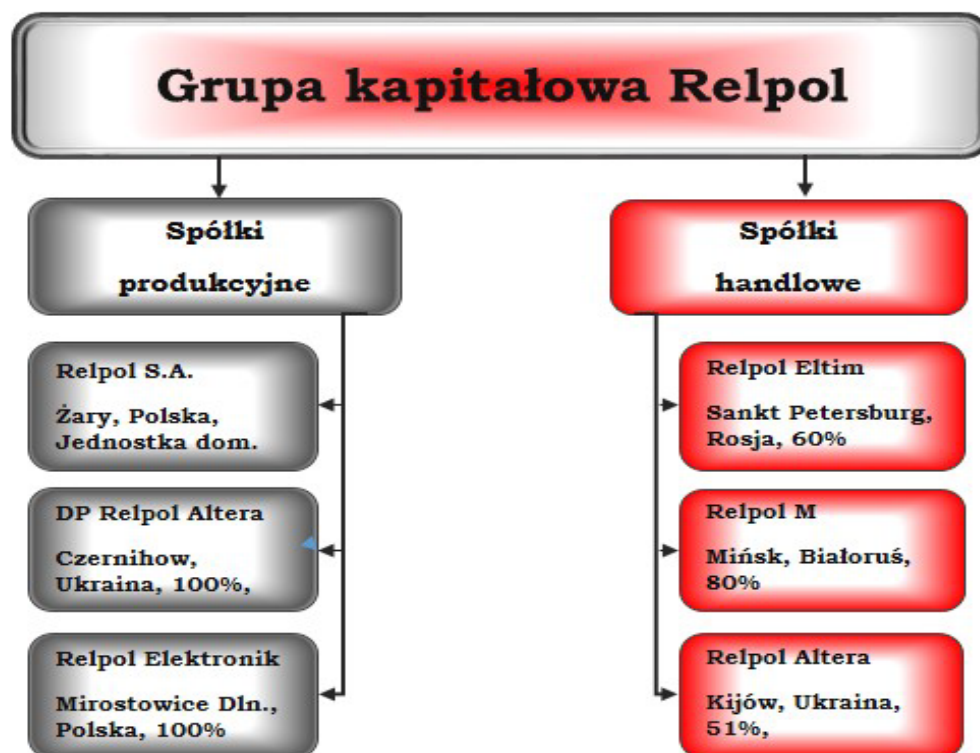 Grupa kapitałowa Relpol
Spółki
produkcyjne
Relpol S.A.
Żary, Polska,
Jednostka dom.
DP Relpol Altera
Czernihow,
Ukraina, 100%,
Relpol Elektronik
Mirostowice Dln.,
Polska, 100%
Spółki
handlowe
Relpol Eltim
Sankt Petersburg,
Rosja, 60%
Relpol M
Mińsk, Białoruś,
80%
Relpol Altera
Kijów, Ukraina,
51%,